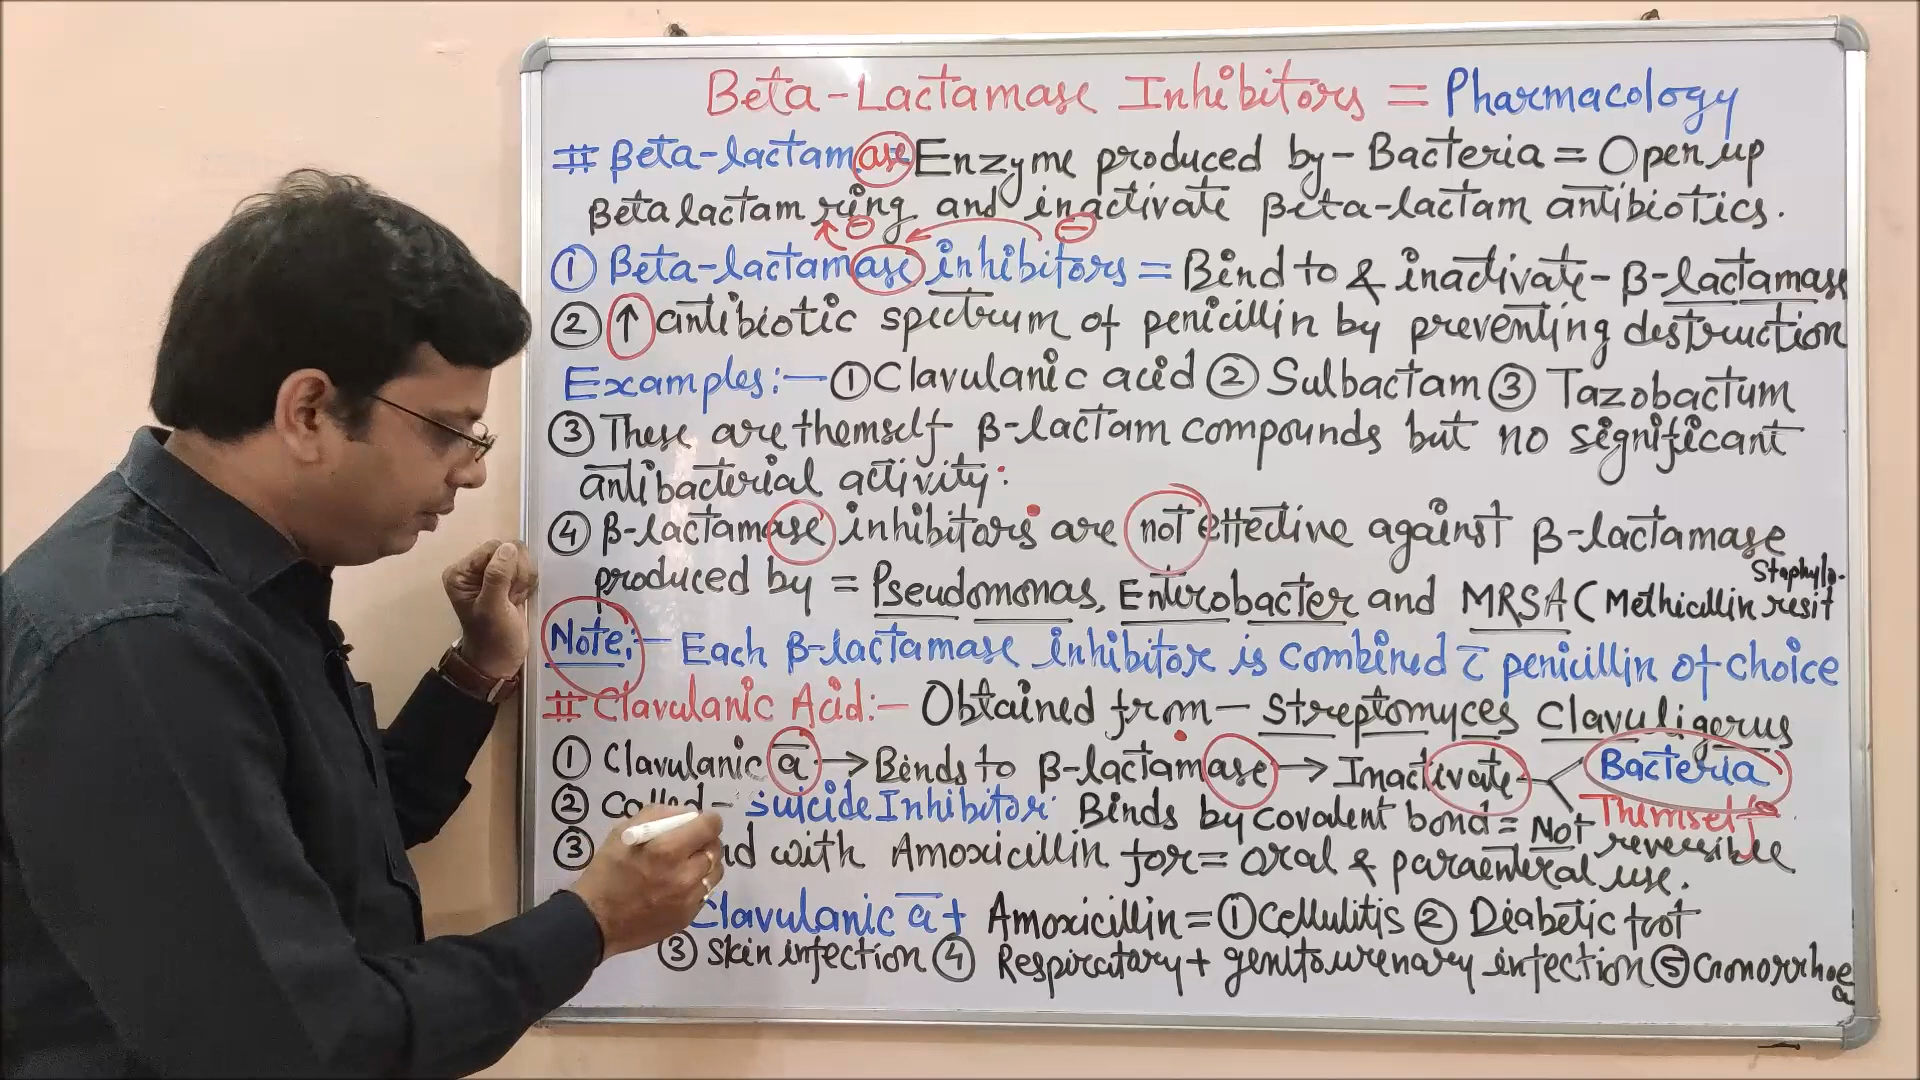 Beta-Lactamase Inhibitors = Pharmacology
# Beta-lactamase = Enzyme produced by - Bacteria = Open up
Beta lactam ring and inactivate Beta-lactam antibiotics.
① Beta-lactamase inhibitors = Bind to & inactivate - β-lactamase
② ↑ antibiotic spectrum of penicillin by preventing destruction
Examples:- ① Clavulanic acid ② Sulbactam ③ Tazobactum
③ These are themself β-lactam compounds but no significant
antibacterial activity:
④ β-lactamase inhibitors are not effective against β-lactamase
produced by = Pseudomonas, Enterobacter and MRSA (Methicillin resit
Staphylo.
Note:- Each β-lactamase inhibitor is combined c̄ penicillin of choice
# Clavulanic Acid:- Obtained from - Streptomyces Clavuligerus
① Clavulanic ā → Binds to β-lactamase → Inactivate Bacteria
Themself
② Called - Suicide Inhibitor Binds by covalent bond = Not reversible
③ nd with Amoxicillin for = oral & paraenteral use.
Clavulanic ā + Amoxicillin = ① Cellulitis ② Diabetic foot
③ Skin infection ④ Respiratary + genitourenary infection ⑤ Gonorrhoea